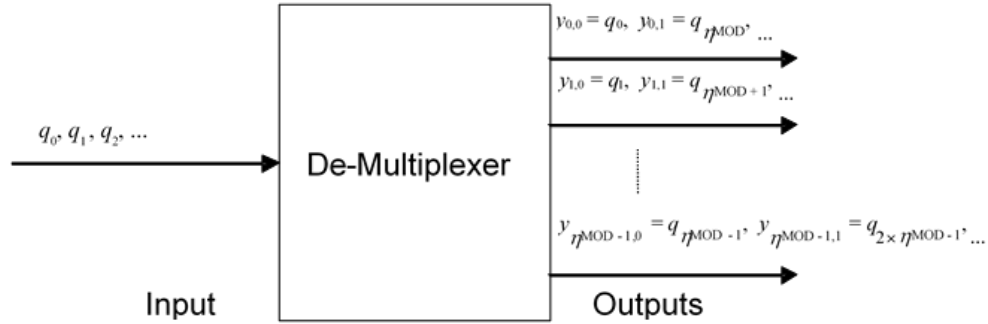 y0,0 = q0, y0,1 = qηMOD, ...
y1,0 = q1, y1,1 = qηMOD + 1, ...
q0, q1, q2, ...
De-Multiplexer
yηMOD -1,0 = qηMOD -1, yηMOD -1,1 = q2× ηMOD -1, ...
Input Outputs